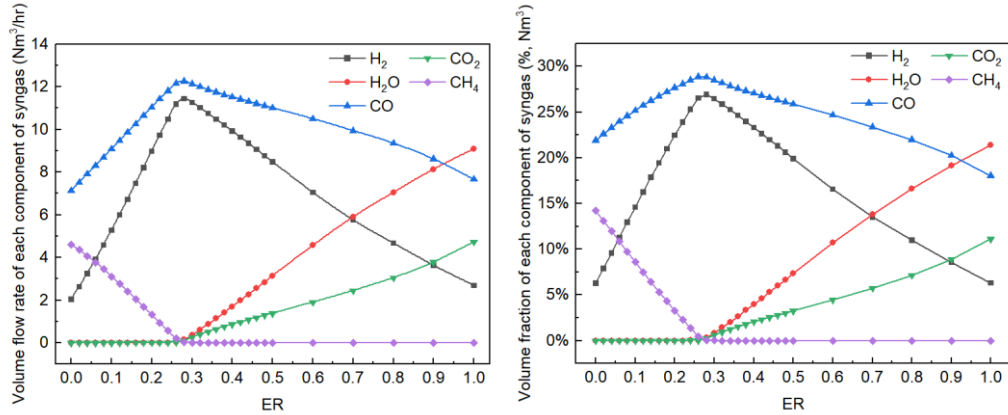 Volume flow rate of each component of syngas (Nm³/hr)
14
12
10
8
6
4
2
0
H₂
CO₂
H₂O
CH₄
CO
0.0 0.1 0.2 0.3 0.4 0.5 0.6 0.7 0.8 0.9 1.0
ER
Volume fraction of each component of syngas (%, Nm³)
30%
25%
20%
15%
10%
5%
0%
H₂
CO₂
H₂O
CH₄
CO
0.0 0.1 0.2 0.3 0.4 0.5 0.6 0.7 0.8 0.9 1.0
ER